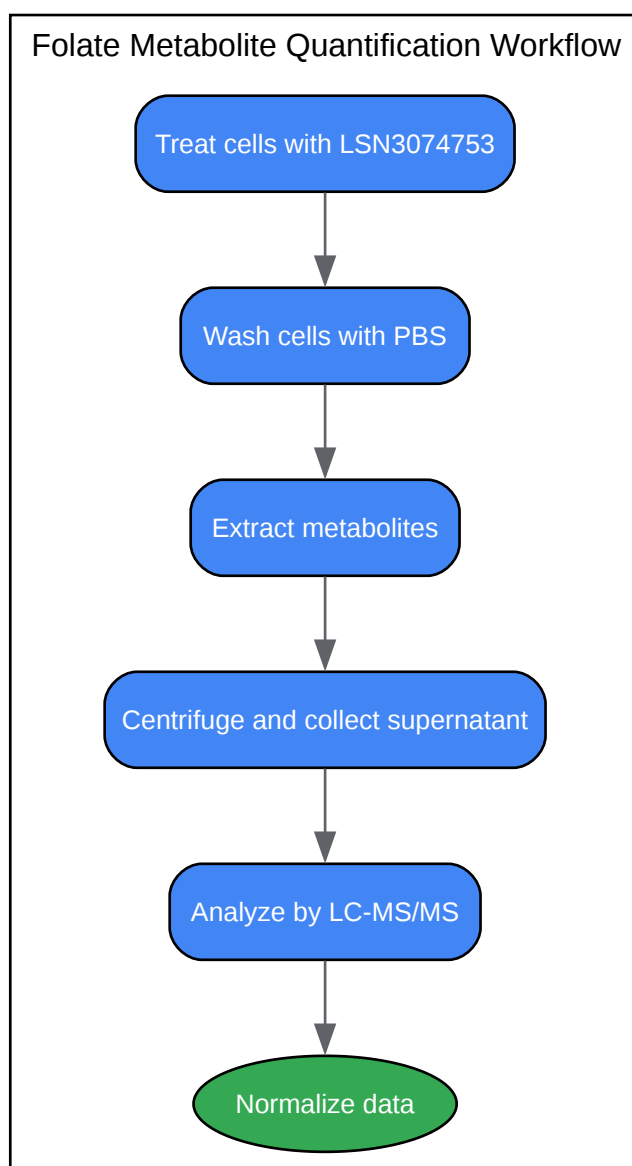 Folate Metabolite Quantification Workflow
Treat cells with LSN3074753
Wash cells with PBS
Extract metabolites
Centrifuge and collect supernatant
Analyze by LC-MS/MS
Normalize data